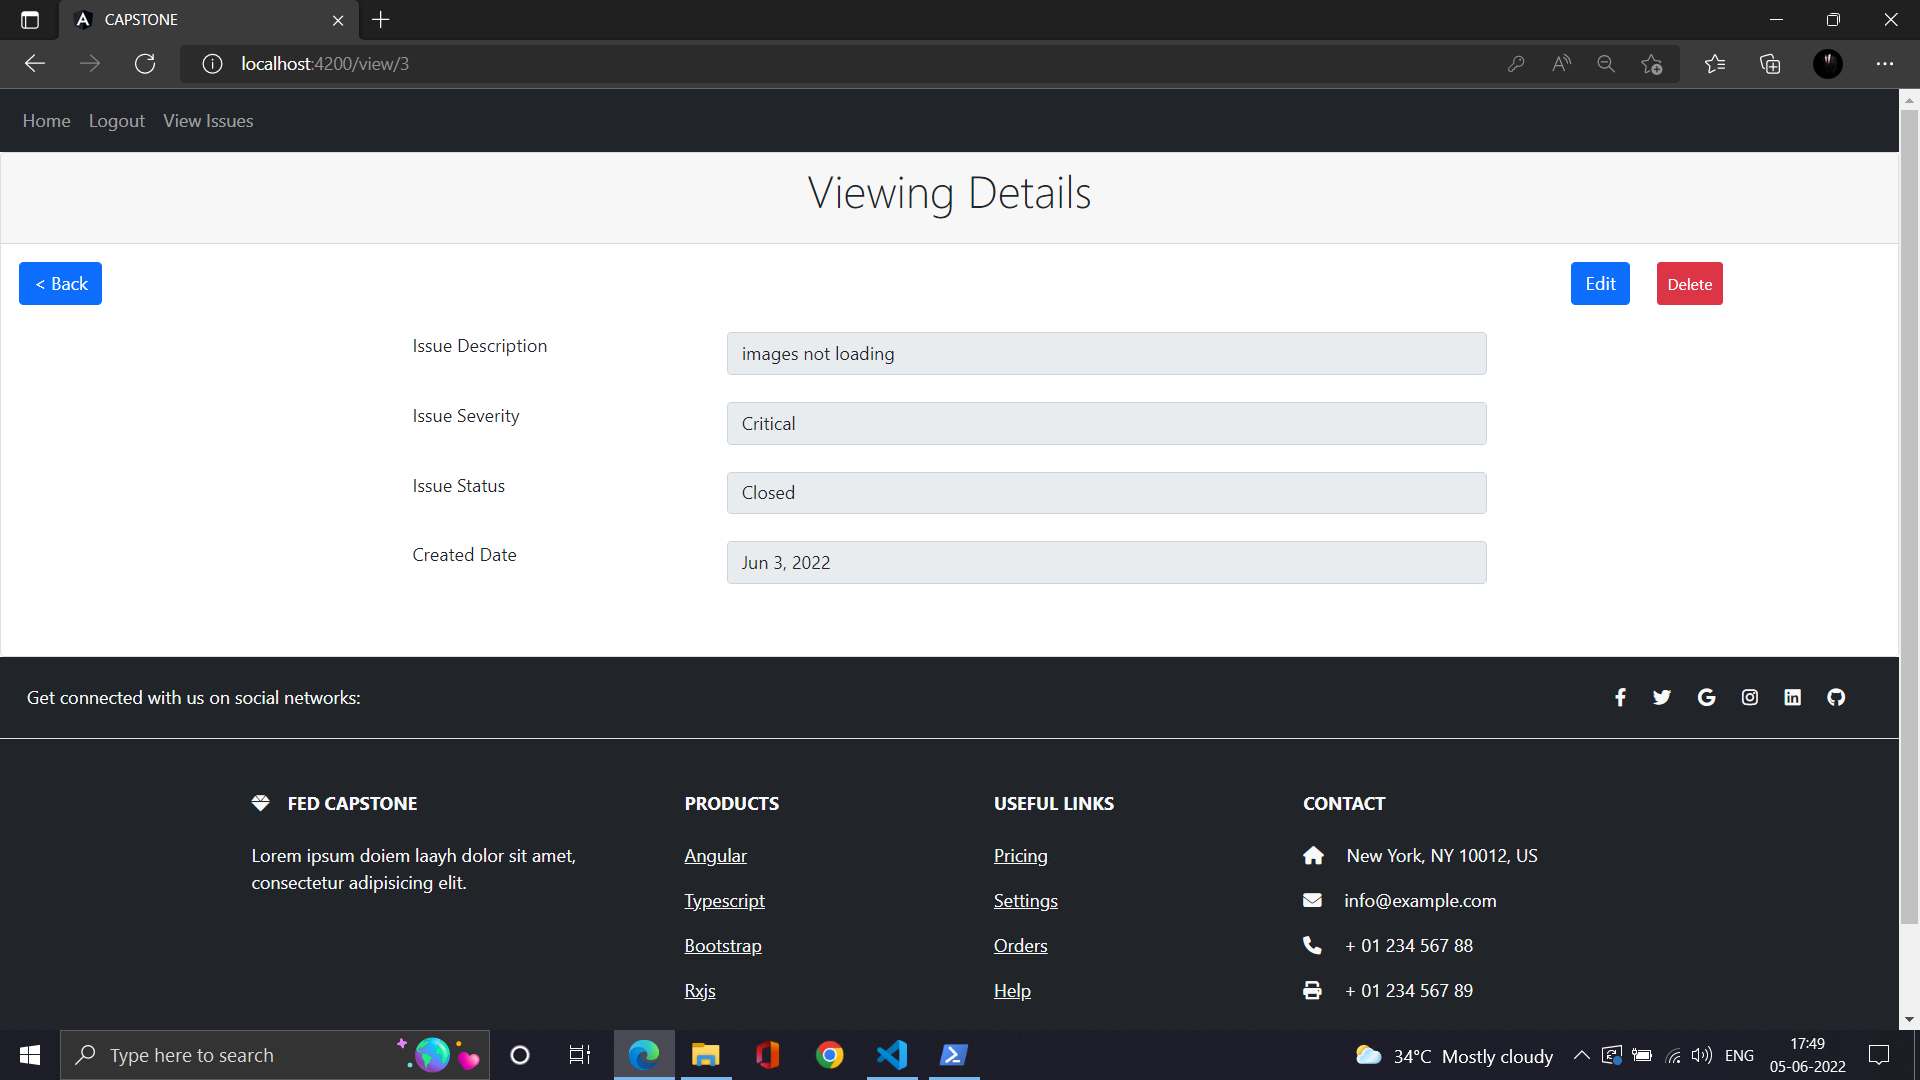 CAPSTONE
localhost:4200/view/3
Home Logout View Issues
Viewing Details
< Back Edit Delete
Issue Description images not loading
Issue Severity Critical
Issue Status Closed
Created Date Jun 3, 2022
Get connected with us on social networks:
FED CAPSTONE
Lorem ipsum doiem laayh dolor sit amet,
consectetur adipisicing elit.
PRODUCTS
Angular
Typescript
Bootstrap
Rxjs
USEFUL LINKS
Pricing
Settings
Orders
Help
CONTACT
New York, NY 10012, US
info@example.com
+ 01 234 567 88
+ 01 234 567 89
Type here to search
34°C Mostly cloudy
ENG
17:49
05-06-2022